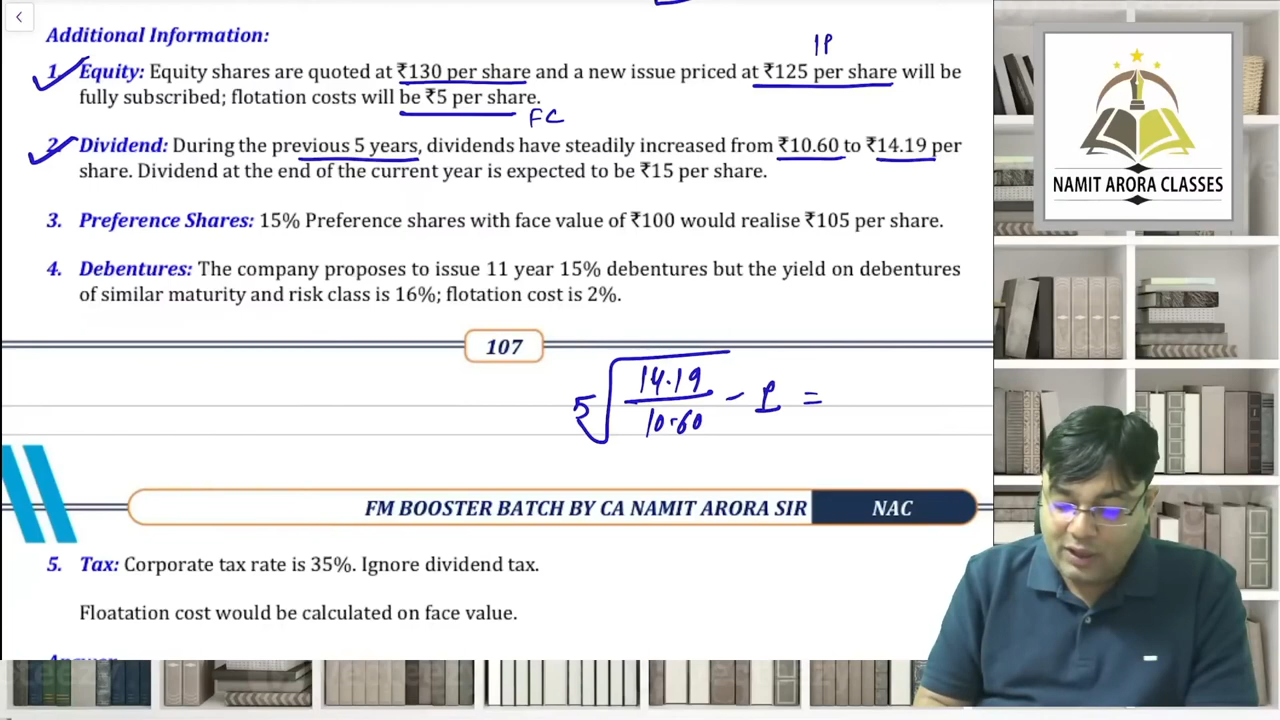 Additional Information:
IP
1. Equity: Equity shares are quoted at ₹130 per share and a new issue priced at ₹125 per share will be
fully subscribed; flotation costs will be ₹5 per share.
FC
2. Dividend: During the previous 5 years, dividends have steadily increased from ₹10.60 to ₹14.19 per
share. Dividend at the end of the current year is expected to be ₹15 per share.
3. Preference Shares: 15% Preference shares with face value of ₹100 would realise ₹105 per share.
4. Debentures: The company proposes to issue 11 year 15% debentures but the yield on debentures
of similar maturity and risk class is 16%; flotation cost is 2%.
107
5√14.19/10.60 - 1 =
FM BOOSTER BATCH BY CA NAMIT ARORA SIR NAC
5. Tax: Corporate tax rate is 35%. Ignore dividend tax.
Floatation cost would be calculated on face value.
NAMIT ARORA CLASSES